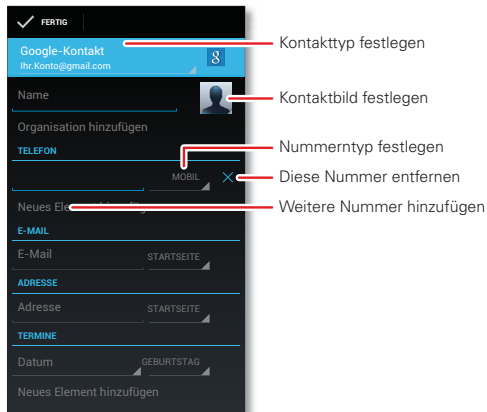 FERTIG
Google-Kontakt
Ihr.Konto@gmail.com
8
Kontakttyp festlegen
Name
Kontaktbild festlegen
Organisation hinzufügen
TELEFON
Nummerntyp festlegen
MOBIL
Diese Nummer entfernen
Neues Element hinzufüg
Weitere Nummer hinzufügen
E-MAIL
E-Mail
STARTSEITE
ADRESSE
Adresse
STARTSEITE
TERMINE
Datum
GEBURTSTAG
Neues Element hinzufügen